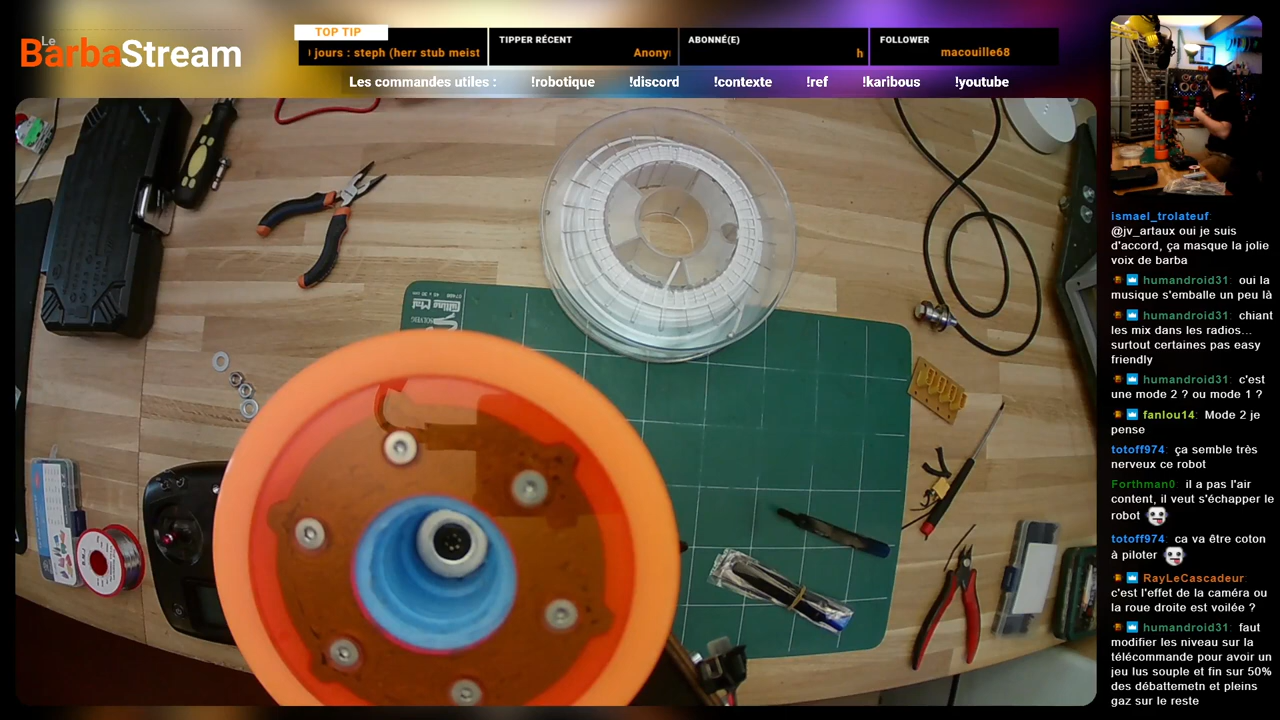 Le
BarbaStream
TOP TIP
jours : steph (herr stub meist
TIPPER RÉCENT
Anony
ABONNÉ(E)
h
FOLLOWER
macouille68
Les commandes utiles : !robotique !discord !contexte !ref !karibous !youtube
ismael_trolateuf:
@jv_artaux oui je suis
d'accord, ça masque la jolie
voix de barba
humandroid31: oui la
musique s'emballe un peu là
humandroid31: chiant
les mix dans les radios...
surtout certaines pas easy
friendly
humandroid31: c'est
une mode 2 ? ou mode 1 ?
fanlou14: Mode 2 je
pense
totoff974: ça semble très
nerveux ce robot
Forthman0: il a pas l'air
content, il veut s'échapper le
robot
totoff974: ca va être coton
à piloter
RayLeCascadeur:
c'est l'effet de la caméra ou
la roue droite est voilée ?
humandroid31: faut
modifier les niveau sur la
télécommande pour avoir un
jeu lus souple et fin sur 50%
des débattemetn et pleins
gaz sur le reste